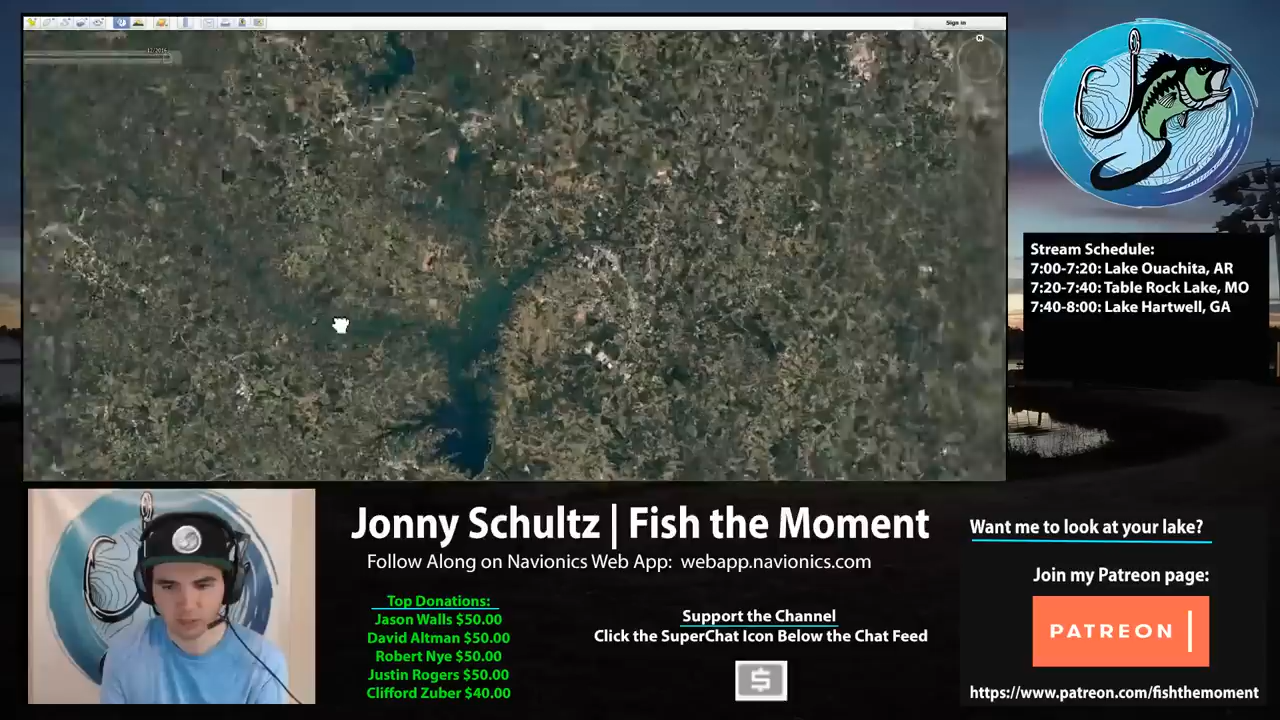 Sign in
12/2016
Stream Schedule:
7:00-7:20: Lake Ouachita, AR
7:20-7:40: Table Rock Lake, MO
7:40-8:00: Lake Hartwell, GA
Jonny Schultz | Fish the Moment
Follow Along on Navionics Web App: webapp.navionics.com
Top Donations:
Jason Walls $50.00
David Altman $50.00
Robert Nye $50.00
Justin Rogers $50.00
Clifford Zuber $40.00
Support the Channel
Click the SuperChat Icon Below the Chat Feed
$
Want me to look at your lake?
Join my Patreon page:
PATREON
https://www.patreon.com/fishthemoment